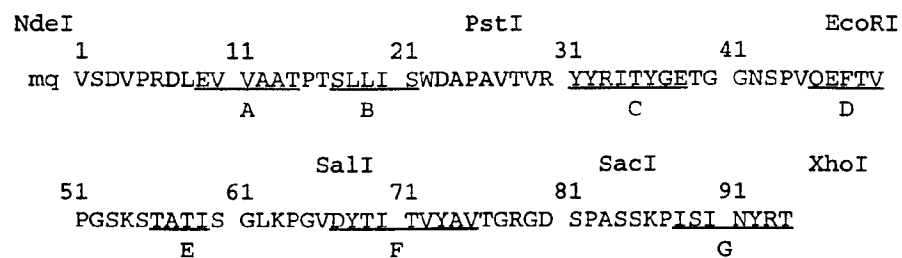 NdeI PstI EcoRI
1 11 21 31 41
mq VSDVPRDLEV VAATPTSLLI SWDAPAVTVR YYRITYGETG GNSPVQEFTV
A B C D
SalI SacI XhoI
51 61 71 81 91
PGSKSTATIS GLKPGVDYTI TVYAVTGRGD SPASSKPISI NYRT
E F G